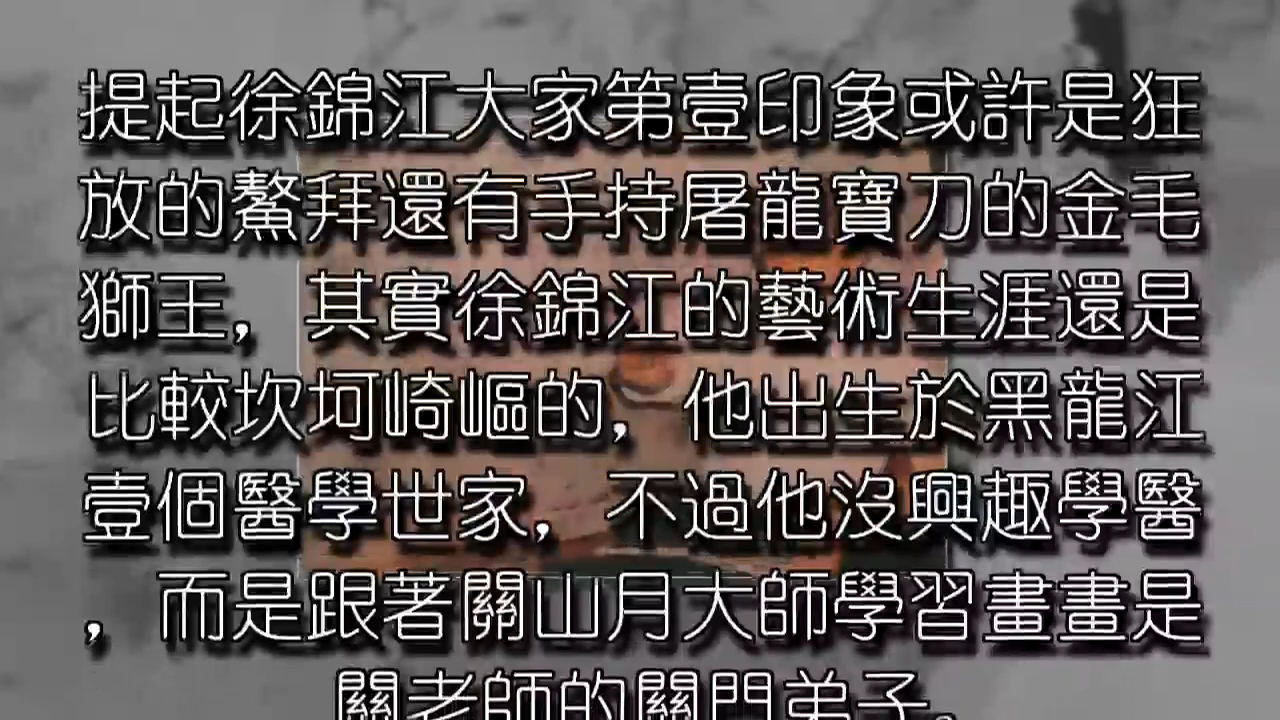 提起徐錦江大家第壹印象或許是狂
放的鰲拜還有手持屠龍寶刀的金毛
獅王，其實徐錦江的藝術生涯還是
比較坎坷崎嶇的，他出生於黑龍江
壹個醫學世家，不過他沒興趣學醫
，而是跟著關山月大師學習畫畫是
關老師的關門弟子。